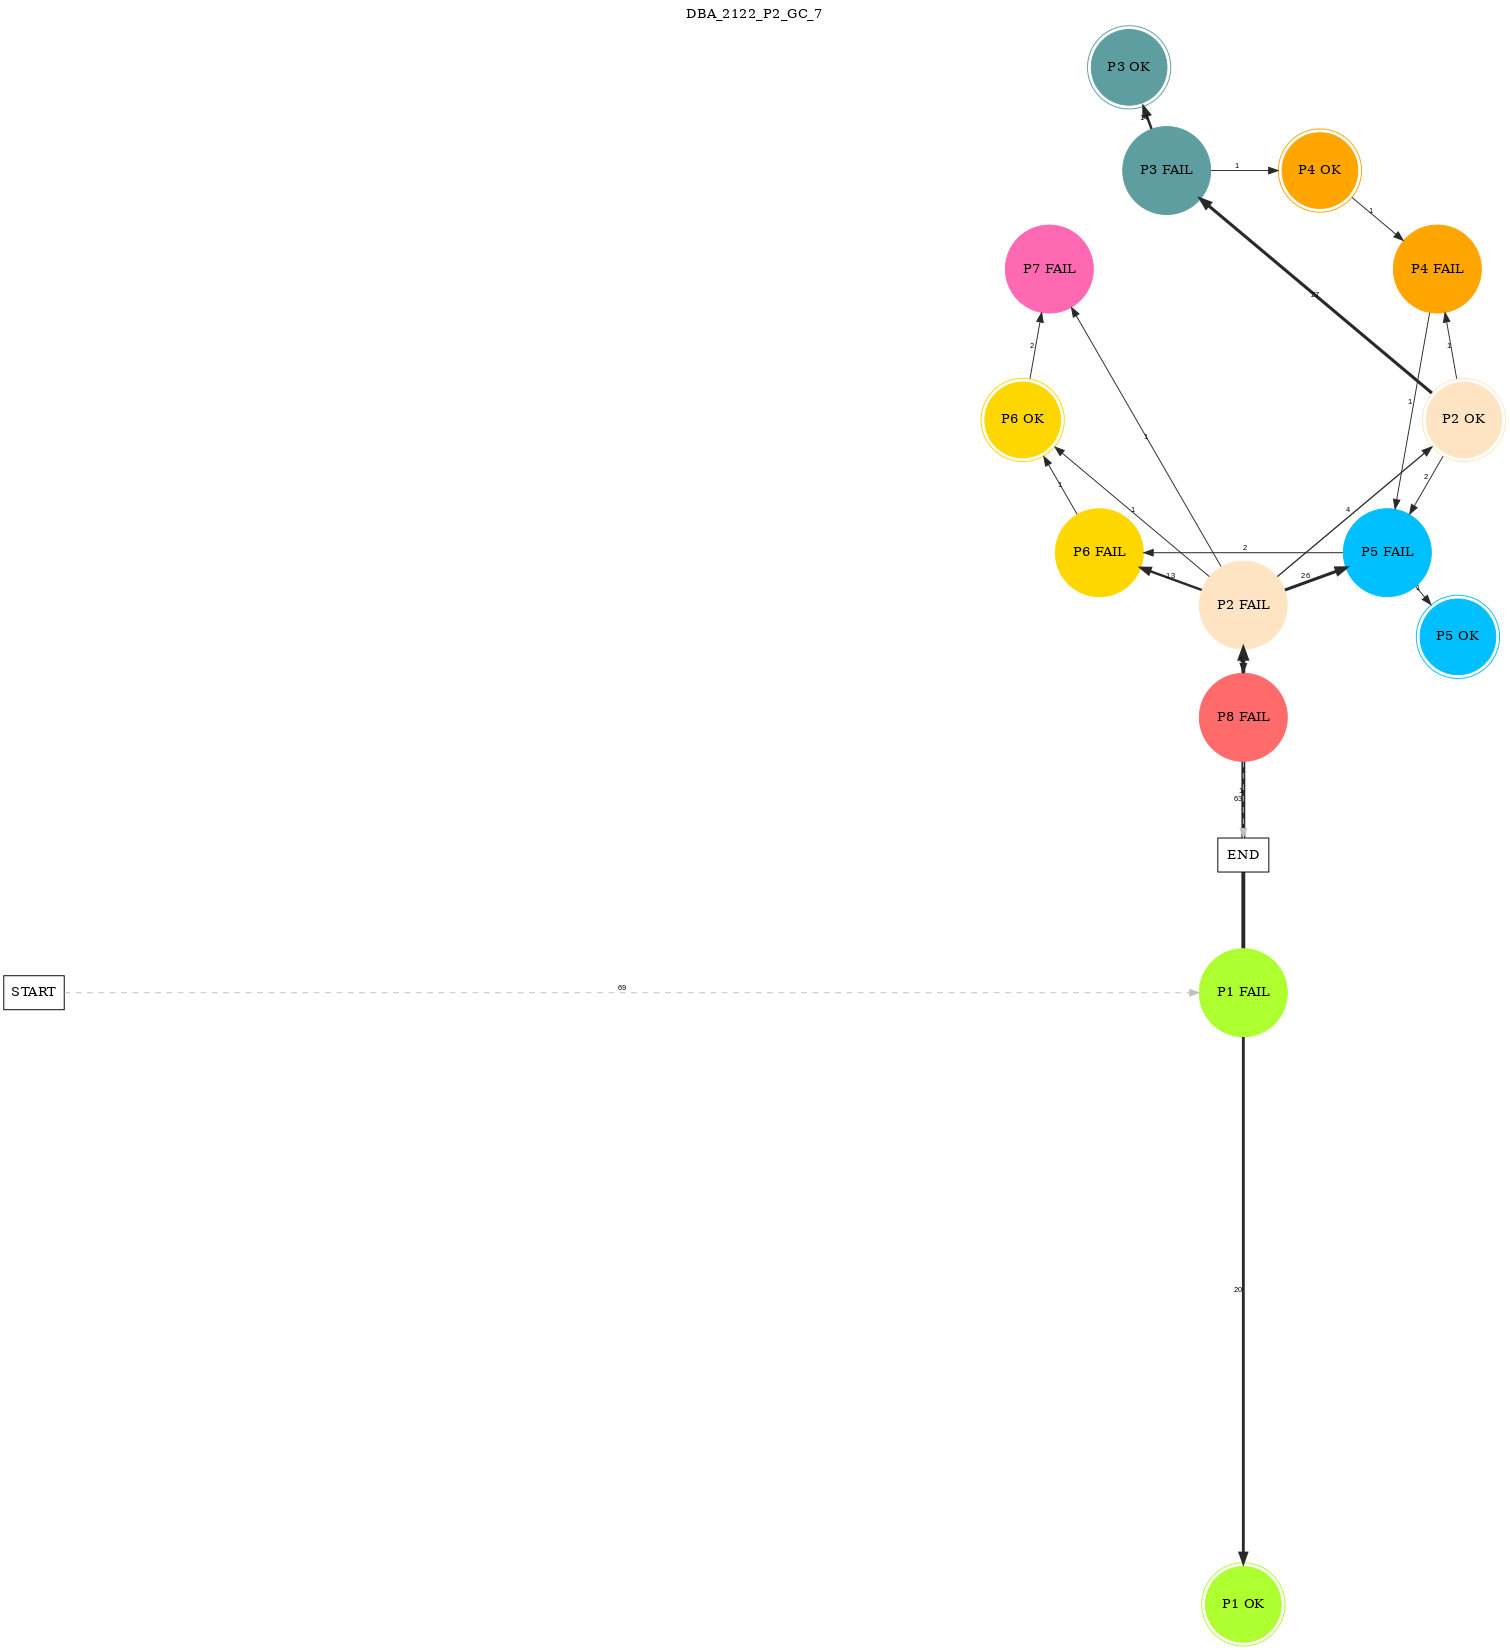 DBA_2122_P2_GC_7
P3 OK
P3 FAIL
1
P4 OK
1
P7 FAIL
P4 FAIL
2
1
1
P6 OK
1
P2 OK
1
1
4
2
P6 FAIL
2
P5 FAIL
13
P2 FAIL
26
P5 OK
P8 FAIL
1
63
END
START
69
P1 FAIL
20
P1 OK